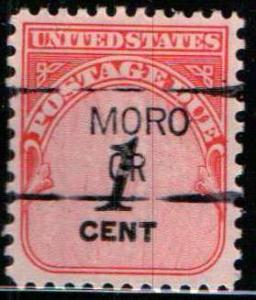 UNITED STATES
POSTAGE DUE
MORO
OR
1
CENT